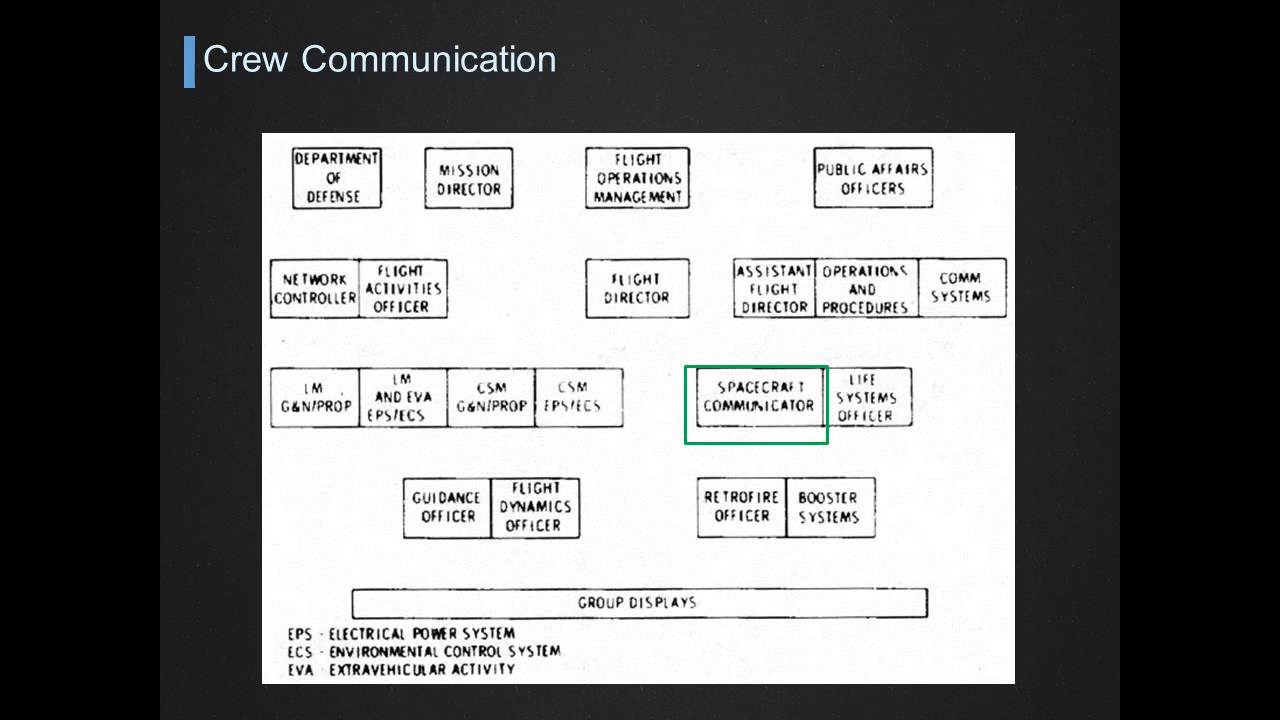 Crew Communication
DEPARTMENT
OF
DEFENSE
MISSION
DIRECTOR
FLIGHT
OPERATIONS
MANAGEMENT
PUBLIC AFFAIRS
OFFICERS
NETWORK
CONTROLLER
FLIGHT
ACTIVITIES
OFFICER
FLIGHT
DIRECTOR
ASSISTANT
FLIGHT
DIRECTOR
OPERATIONS
AND
PROCEDURES
COMM
SYSTEMS
LM
G&N/PROP
LM
AND EVA
EPS/ECS
CSM
G&N/PROP
CSM
EPS/ECS
SPACECRAFT
COMMUNICATOR
LIFE
SYSTEMS
OFFICER
GUIDANCE
OFFICER
FLIGHT
DYNAMICS
OFFICER
RETROFIRE
OFFICER
BOOSTER
SYSTEMS
GROUP DISPLAYS
EPS - ELECTRICAL POWER SYSTEM
ECS - ENVIRONMENTAL CONTROL SYSTEM
EVA - EXTRAVEHICULAR ACTIVITY